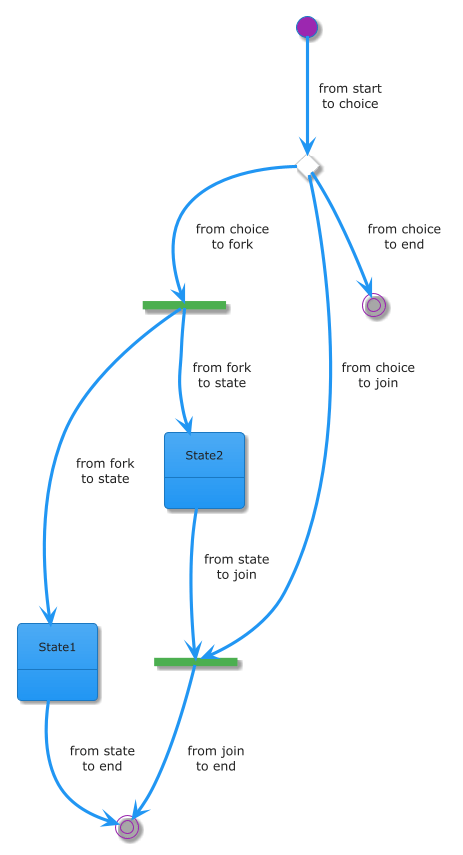 from start
to choice
from choice
to fork
from choice
to end
from fork
to state
from choice
to join
State2
from fork
to state
from state
to join
State1
from state
to end
from join
to end